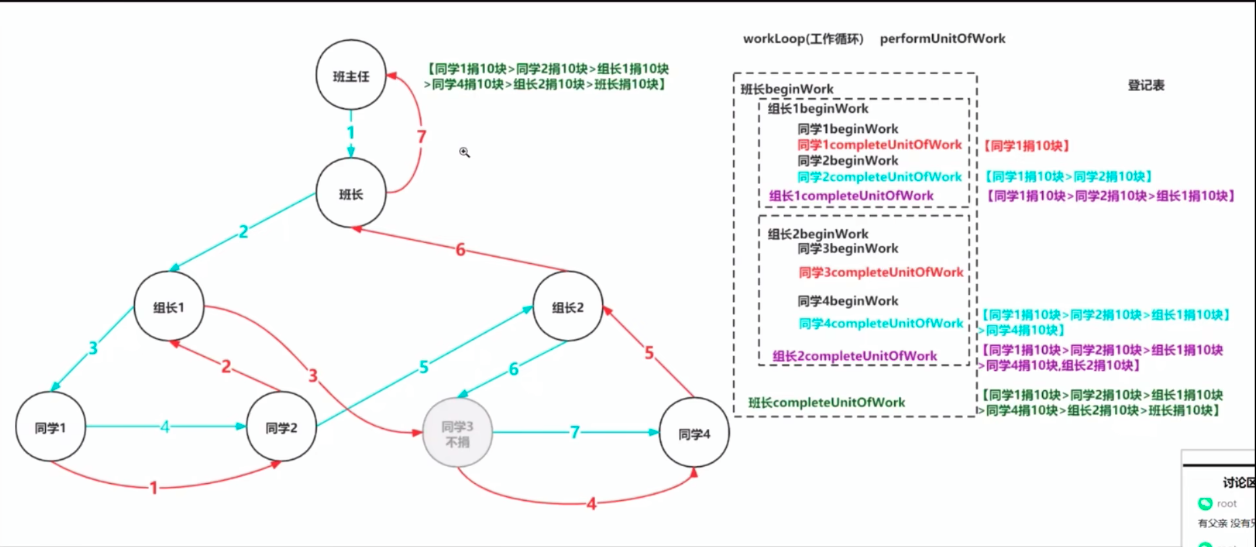 workLoop(工作循环) performUnitOfWork
班主任
【同学1捐10块>同学2捐10块>组长1捐10块
>同学4捐10块>组长2捐10块>班长捐10块】
1
7
班长
2
6
组长1
组长2
3
2
3
5
6
5
同学1
4
同学2
同学3
不捐
7
同学4
1
4
登记表
班长beginWork
组长1beginWork
同学1beginWork
同学1completeUnitOfWork
【同学1捐10块】
同学2beginWork
同学2completeUnitOfWork
【同学1捐10块>同学2捐10块】
组长1completeUnitOfWork
【同学1捐10块>同学2捐10块>组长1捐10块】
组长2beginWork
同学3beginWork
同学3completeUnitOfWork
同学4beginWork
同学4completeUnitOfWork
【同学1捐10块>同学2捐10块>组长1捐10块】
>同学4捐10块】
组长2completeUnitOfWork
【同学1捐10块>同学2捐10块>组长1捐10块
>同学4捐10块,组长2捐10块】
班长completeUnitOfWork
【同学1捐10块>同学2捐10块>组长1捐10块
>同学4捐10块>组长2捐10块>班长捐10块】
讨论区
root
有父亲 没有